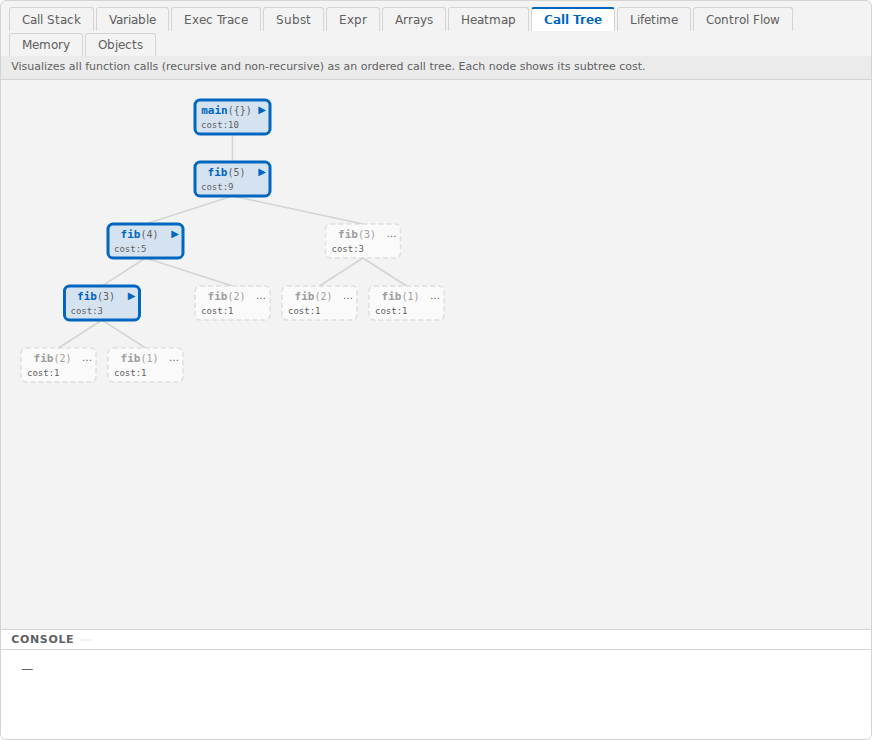 Call Stack Variable Exec Trace Subst Expr Arrays Heatmap Call Tree Lifetime Control Flow
Memory Objects
Visualizes all function calls (recursive and non-recursive) as an ordered call tree. Each node shows its subtree cost.
main({}) ▶
cost:10
fib(5) ▶
cost:9
fib(4) ▶ fib(3) …
cost:5 cost:3
fib(3) ▶ fib(2) … fib(2) … fib(1) …
cost:3 cost:1 cost:1 cost:1
fib(2) … fib(1) …
cost:1 cost:1
CONSOLE —
—